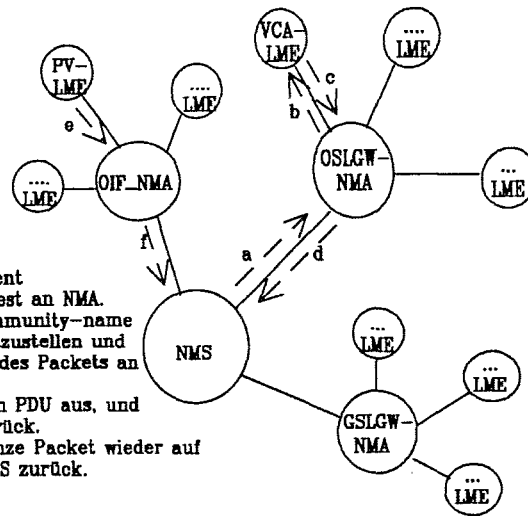 VCA-
LME
....
LME
PV-
LME
....
LME
c
b
e
OSLGW-
NMA
...
LME
....
LME
OIF_NMA
f
a
d
ent
est an NMA.
mmunity-name
zustellen und
des Packets an
NMS
...
LME
n PDU aus, und
rück.
...
LME
nze Packet wieder auf
S zurück.
GSLGW-
NMA
...
LME